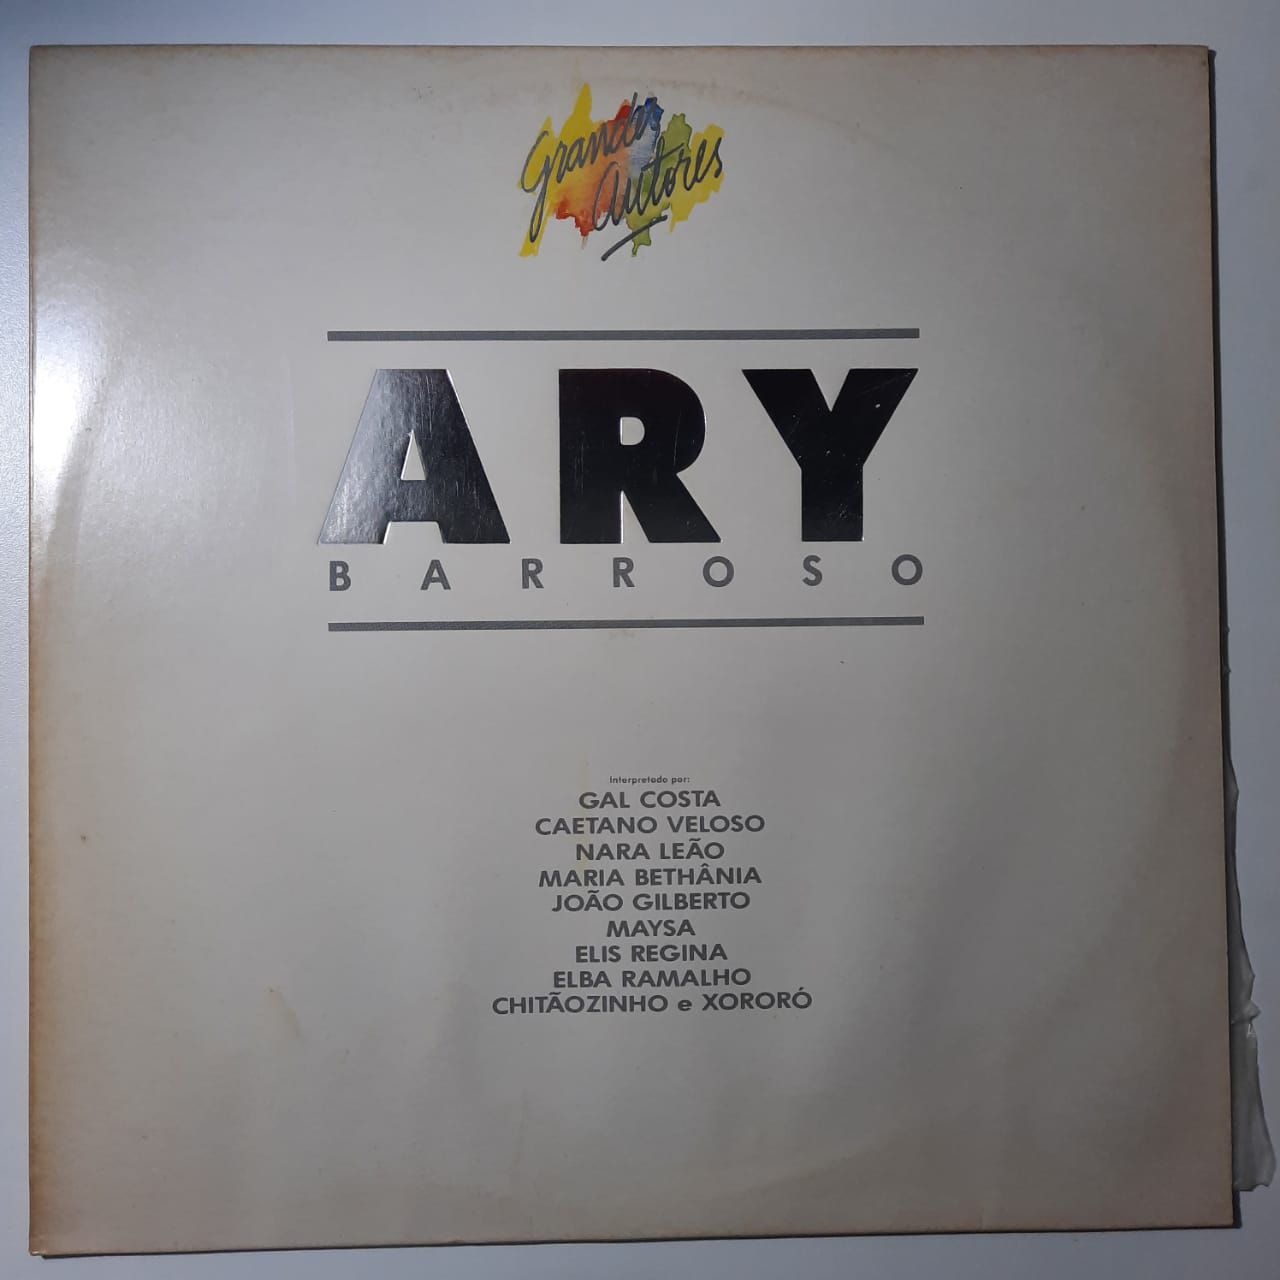 Grandes
autores
ARY
BARROSO
Interpretado por:
GAL COSTA
CAETANO VELOSO
NARA LEÃO
MARIA BETHÂNIA
JOÃO GILBERTO
MAYSA
ELIS REGINA
ELBA RAMALHO
CHITÃOZINHO e XORORÓ